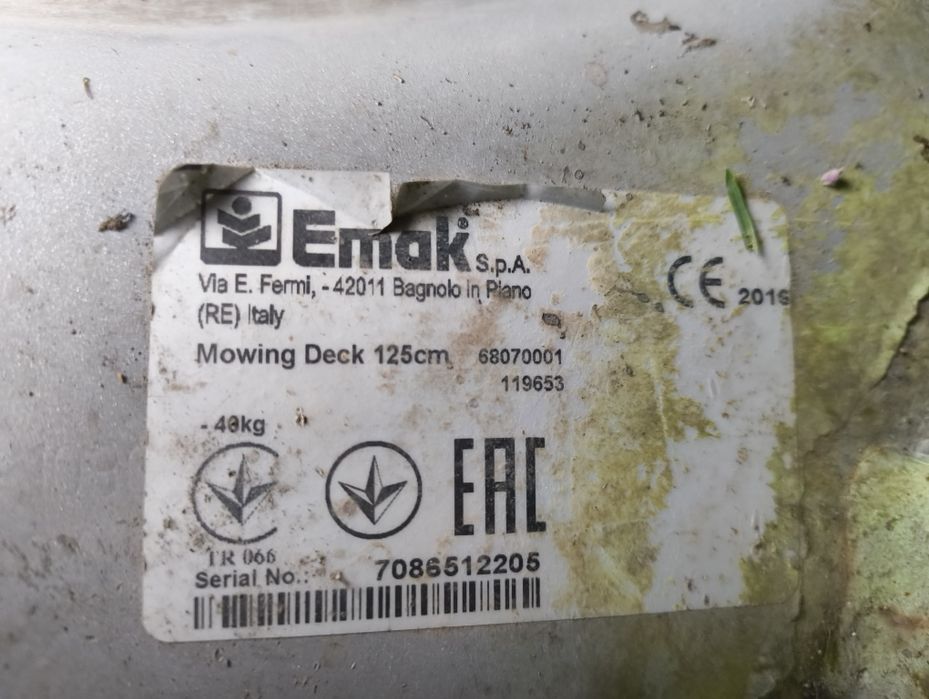 Emak® S.p.A.
Via E. Fermi, - 42011 Bagnolo in Piano
(RE) Italy
CE
Mowing Deck 125cm 68070001
119653
- 40kg
EAC
TR 066
Serial No.: 7086512205